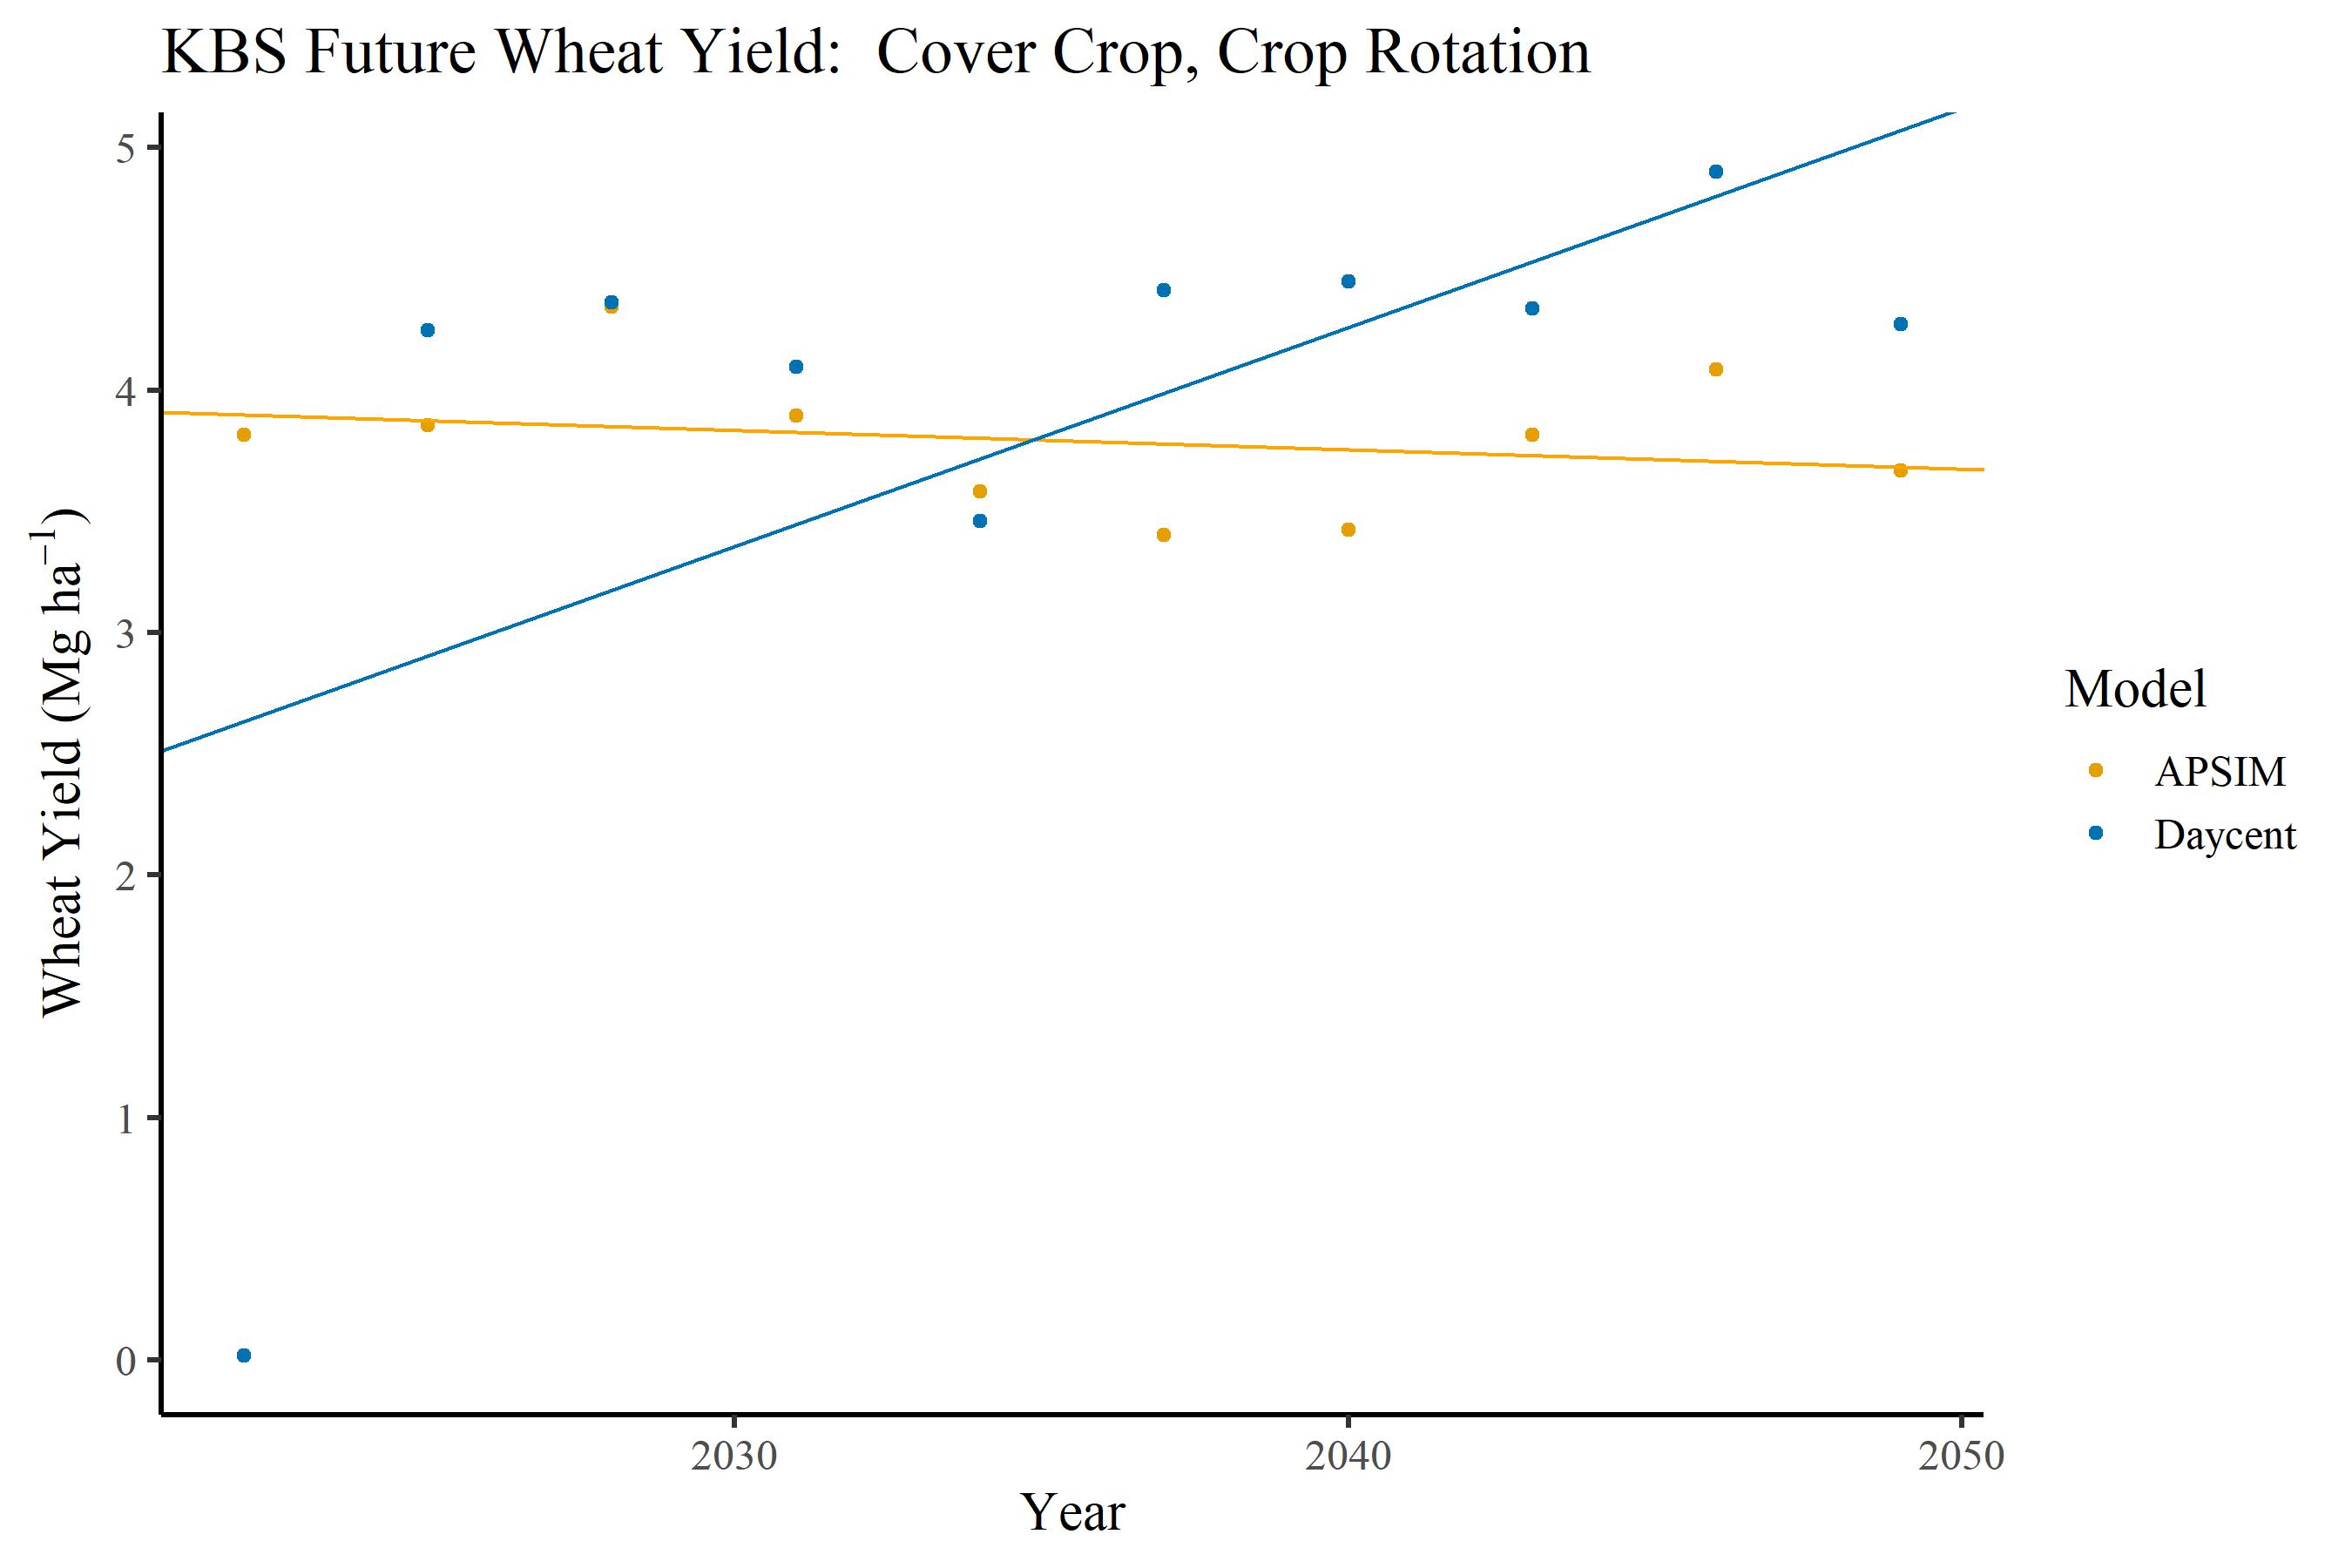 KBS Future Wheat Yield:  Cover Crop, Crop Rotation
Wheat Yield (Mg ha⁻¹)
5
4
3
2
1
0
2030
2040
2050
Year
Model
APSIM
Daycent